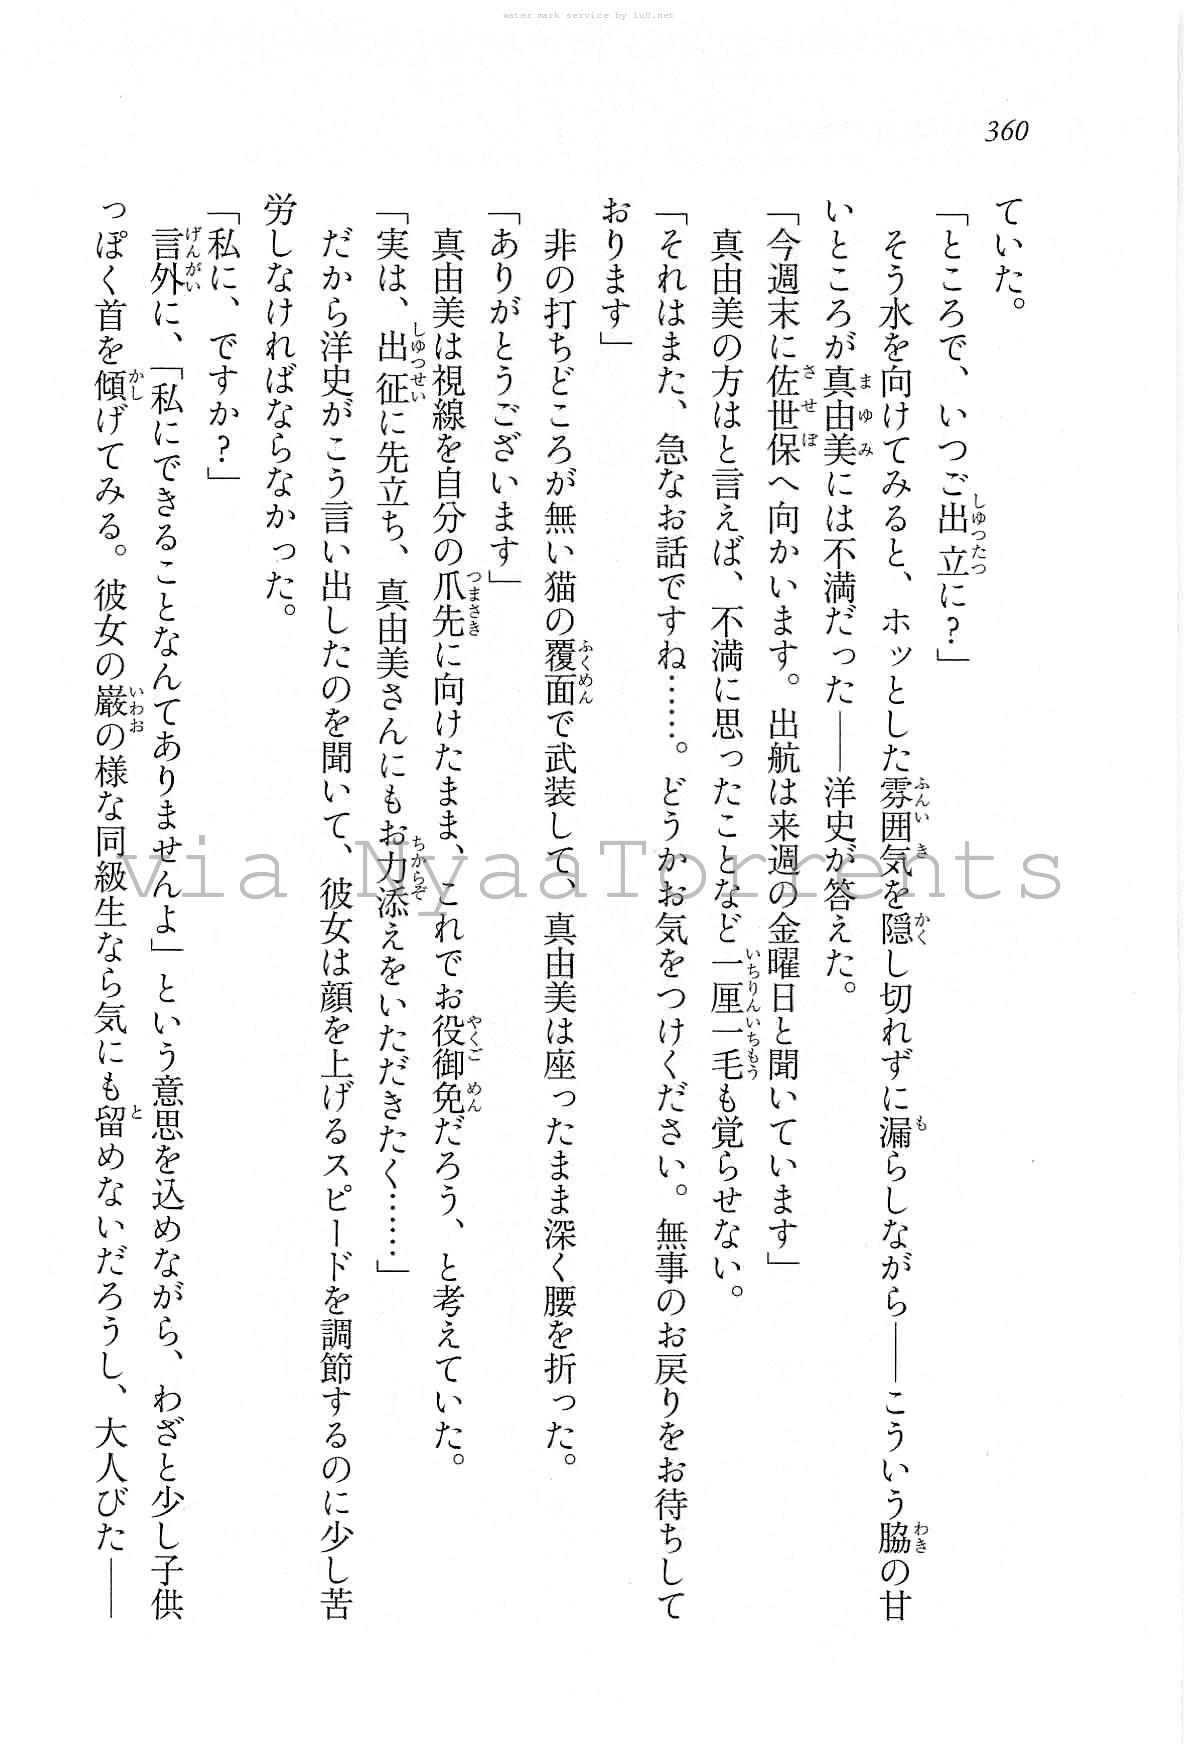 water mark service by 1u0.net
360
ていた。
「ところで、いつご出立に?」
そう水を向けてみると、ホッとした雰囲気を隠し切れずに漏らしながら――こういう脇の甘
いところが真由美には不満だった――洋史が答えた。
「今週末に佐世保へ向かいます。出航は来週の金曜日と聞いています」
真由美の方はと言えば、不満に思ったことなど一厘一毛も覚らせない。
「それはまた、急なお話ですね……。どうかお気をつけください。無事のお戻りをお待ちして
おります」
非の打ちどころが無い猫の覆面で武装して、真由美は座ったまま深く腰を折った。
「ありがとうございます」
真由美は視線を自分の爪先に向けたまま、これでお役御免だろう、と考えていた。
「実は、出征に先立ち、真由美さんにもお力添えをいただきたく……」
だから洋史がこう言い出したのを聞いて、彼女は顔を上げるスピードを調節するのに少し苦
労しなければならなかった。
「私に、ですか?」
言外に、「私にできることなんてありませんよ」という意思を込めながら、わざと少し子供
っぽく首を傾げてみる。彼女の巌の様な同級生なら気にも留めないだろうし、大人びた――
via NyaaTorrents